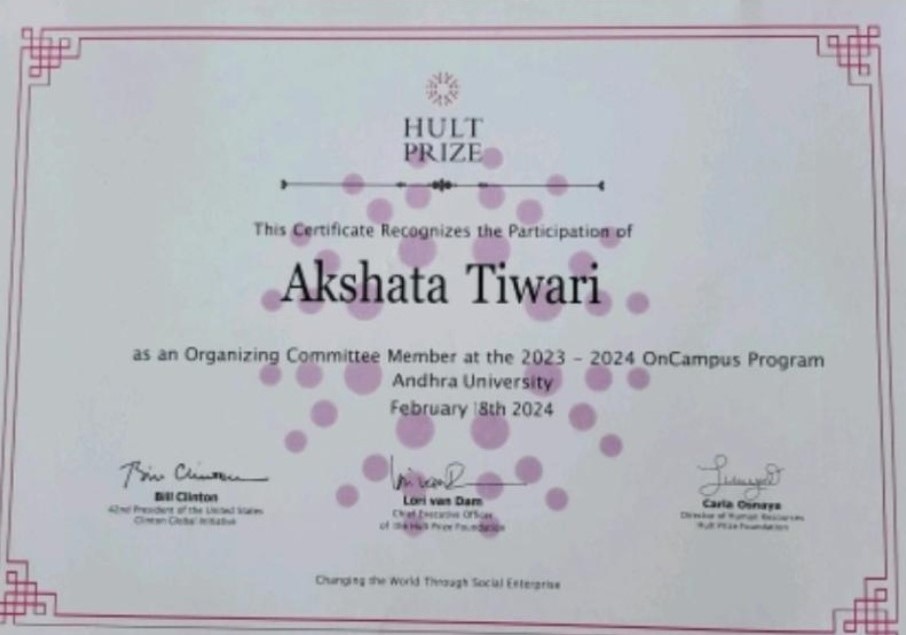 HULT
PRIZE
This Certificate Recognizes the Participation of
Akshata Tiwari
as an Organizing Committee Member at the 2023 – 2024 OnCampus Program
Andhra University
February 18th 2024
Bill Clinton
42nd President of the United States
Clinton Global Initiative
Lori van Dam
Chief Executive Officer
of the Hult Prize Foundation
Carla Osnaya
Director of Human Resources
Hult Prize Foundation
Changing the World Through Social Enterprise